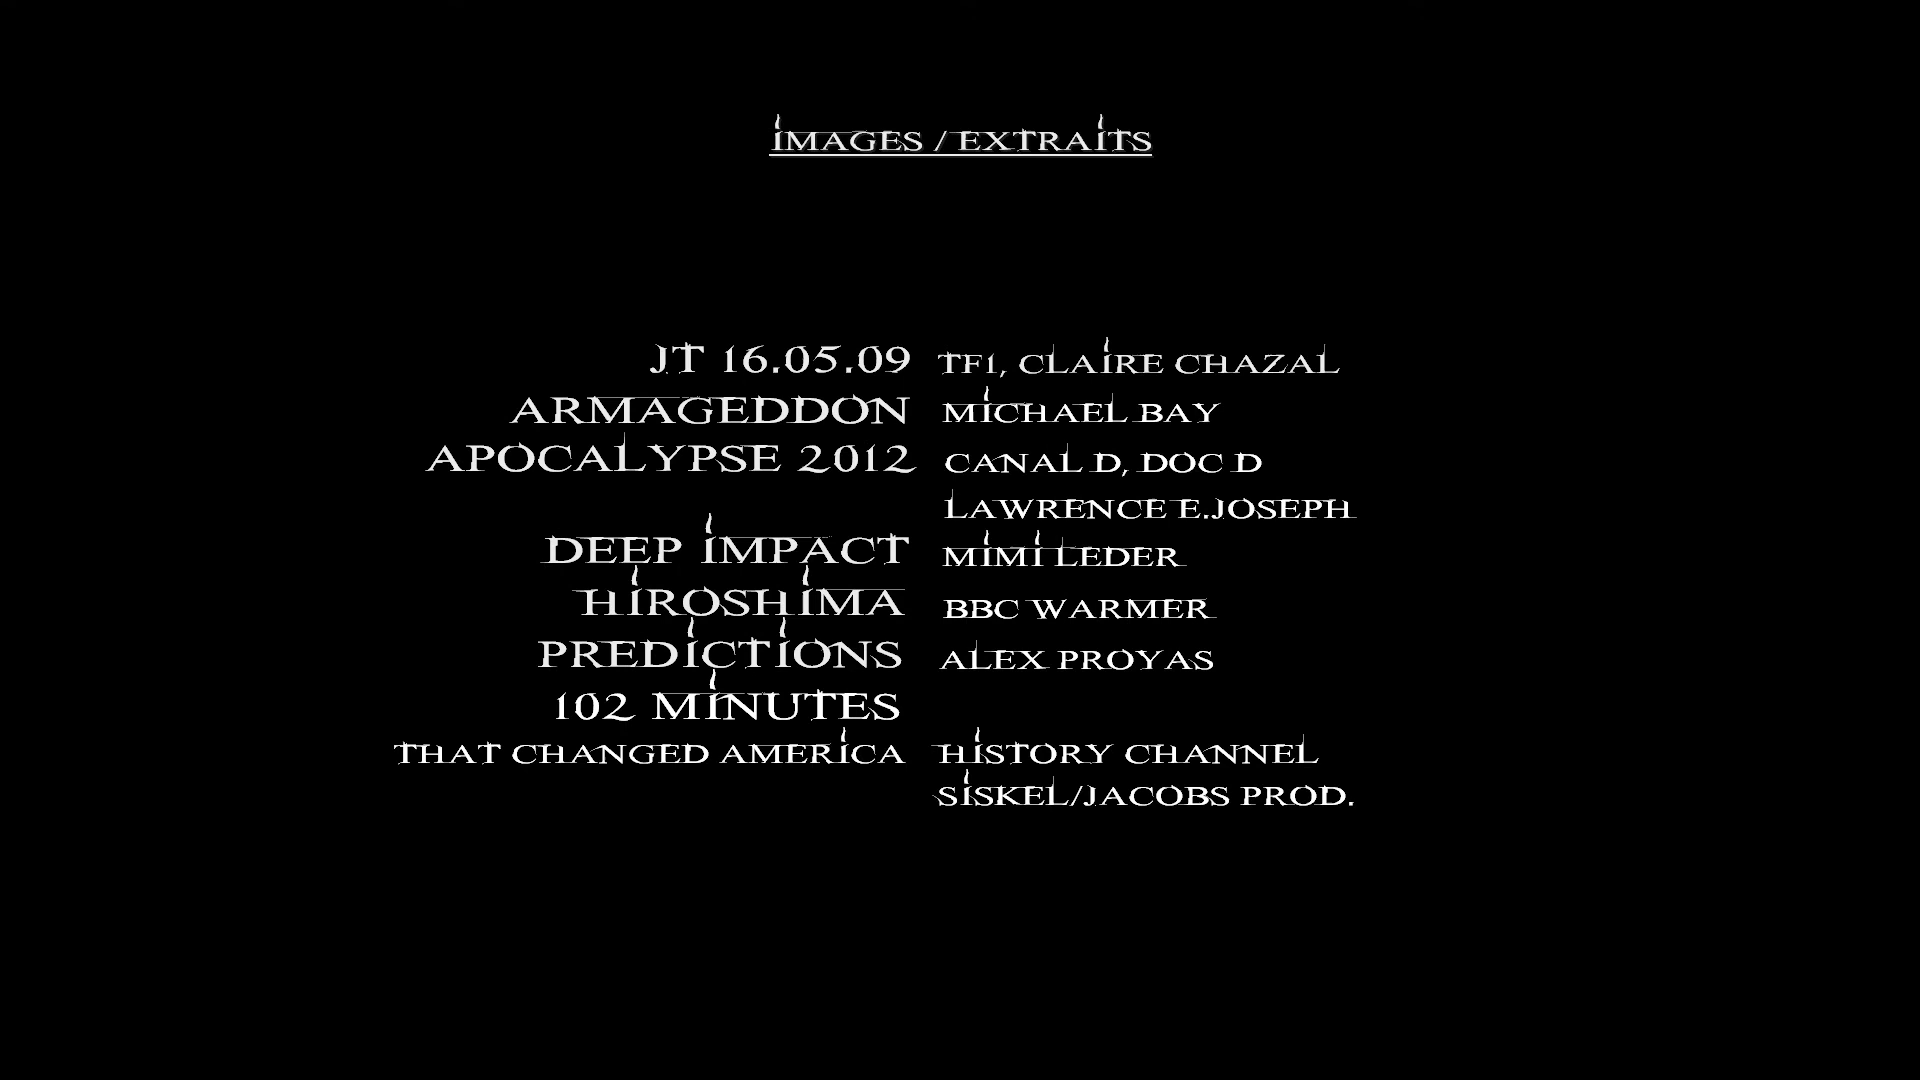 IMAGES / EXTRAITS
JT 16.05.09 TF1, CLAIRE CHAZAL
ARMAGEDDON MICHAEL BAY
APOCALYPSE 2012 CANAL D, DOC D
LAWRENCE E.JOSEPH
DEEP IMPACT MIMI LEDER
HIROSHIMA BBC WARMER
PREDICTIONS ALEX PROYAS
102 MINUTES
THAT CHANGED AMERICA HISTORY CHANNEL
SISKEL/JACOBS PROD.